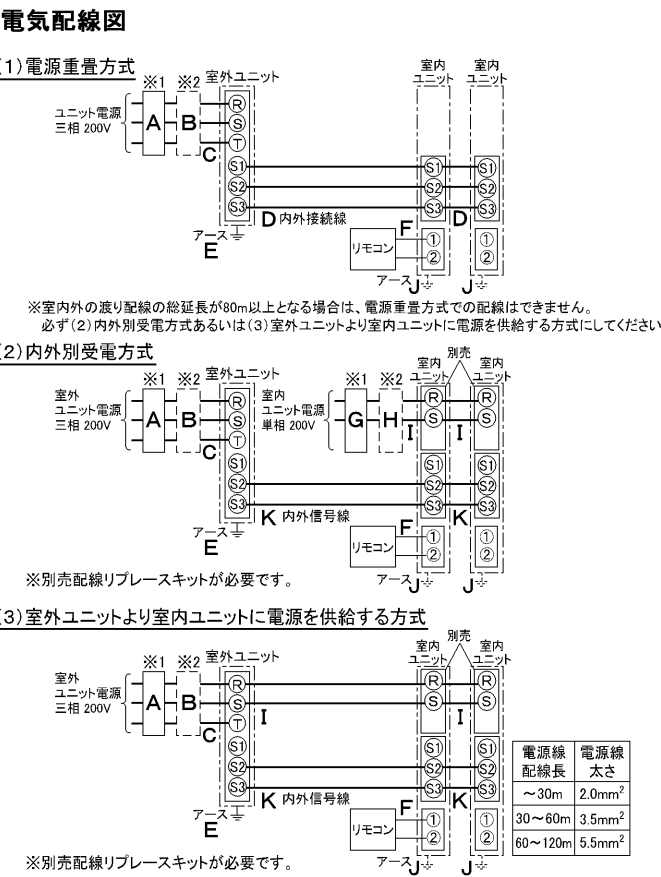 電気配線図
(1)電源重畳方式
※1 ※2 室外ユニット
室内
ユニット
室内
ユニット
ユニット電源
三相 200V
A
B
C
R
S
T
S1
S2
S3
S1
S2
S3
S1
S2
S3
D 内外接続線
D
アース
E
リモコン
F
①
②
①
②
アース J
J
※室内外の渡り配線の総延長が80m以上となる場合は、電源重畳方式での配線はできません。
必ず(2)内外別受電方式あるいは(3)室外ユニットより室内ユニットに電源を供給する方式にしてください
(2)内外別受電方式
※1 ※2 室外ユニット
※1 ※2
別売
室内
ユニット
室内
ユニット
室外
ユニット電源
三相 200V
A
B
C
R
S
T
S1
S2
S3
室内
ユニット電源
単相 200V
G
H
I
I
R
S
S1
S2
S3
R
S
S1
S2
S3
K 内外信号線
K
アース
E
リモコン
F
①
②
①
②
アース J
J
※別売配線リプレースキットが必要です。
(3)室外ユニットより室内ユニットに電源を供給する方式
※1 ※2 室外ユニット
別売
室内
ユニット
室内
ユニット
室外
ユニット電源
三相 200V
A
B
C
R
S
T
S1
S2
S3
I
I
R
S
S1
S2
S3
R
S
S1
S2
S3
K 内外信号線
K
アース
E
リモコン
F
①
②
①
②
アース J
J
※別売配線リプレースキットが必要です。
電源線
配線長
電源線
太さ
～30m 2.0mm²
30～60m 3.5mm²
60～120m 5.5mm²